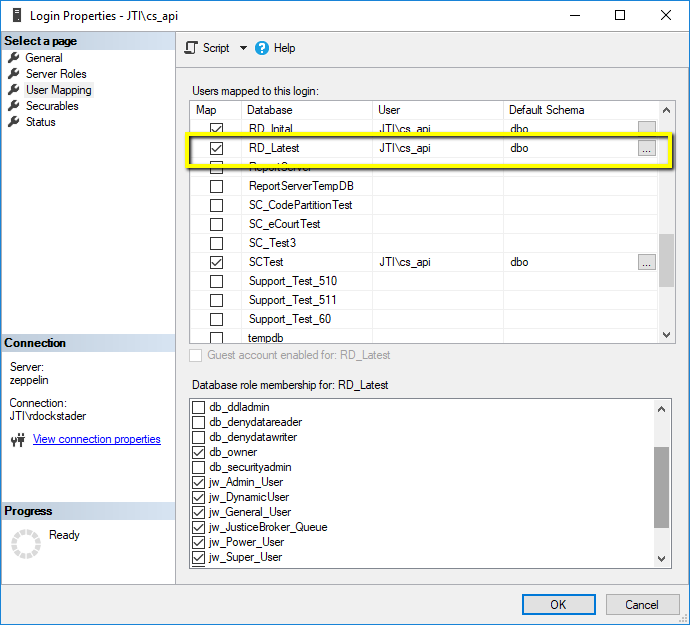 Login Properties - JTI\cs_api
Select a page
General
Server Roles
User Mapping
Securables
Status
Connection
Server:
zeppelin
Connection:
JTI\rdockstader
View connection properties
Progress
Ready
Script Help
Users mapped to this login:
Map Database User Default Schema
RD_Inital JTI\cs_api dbo
RD_Latest JTI\cs_api dbo ...
ReportServer
ReportServerTempDB
SC_CodePartitionTest
SC_eCourtTest
SC_Test3
SCTest JTI\cs_api dbo ...
Support_Test_510
Support_Test_511
Support_Test_60
tempdb
Guest account enabled for: RD_Latest
Database role membership for: RD_Latest
db_ddladmin
db_denydatareader
db_denydatawriter
db_owner
db_securityadmin
jw_Admin_User
jw_DynamicUser
jw_General_User
jw_JusticeBroker_Queue
jw_Power_User
jw_Super_User
OK Cancel